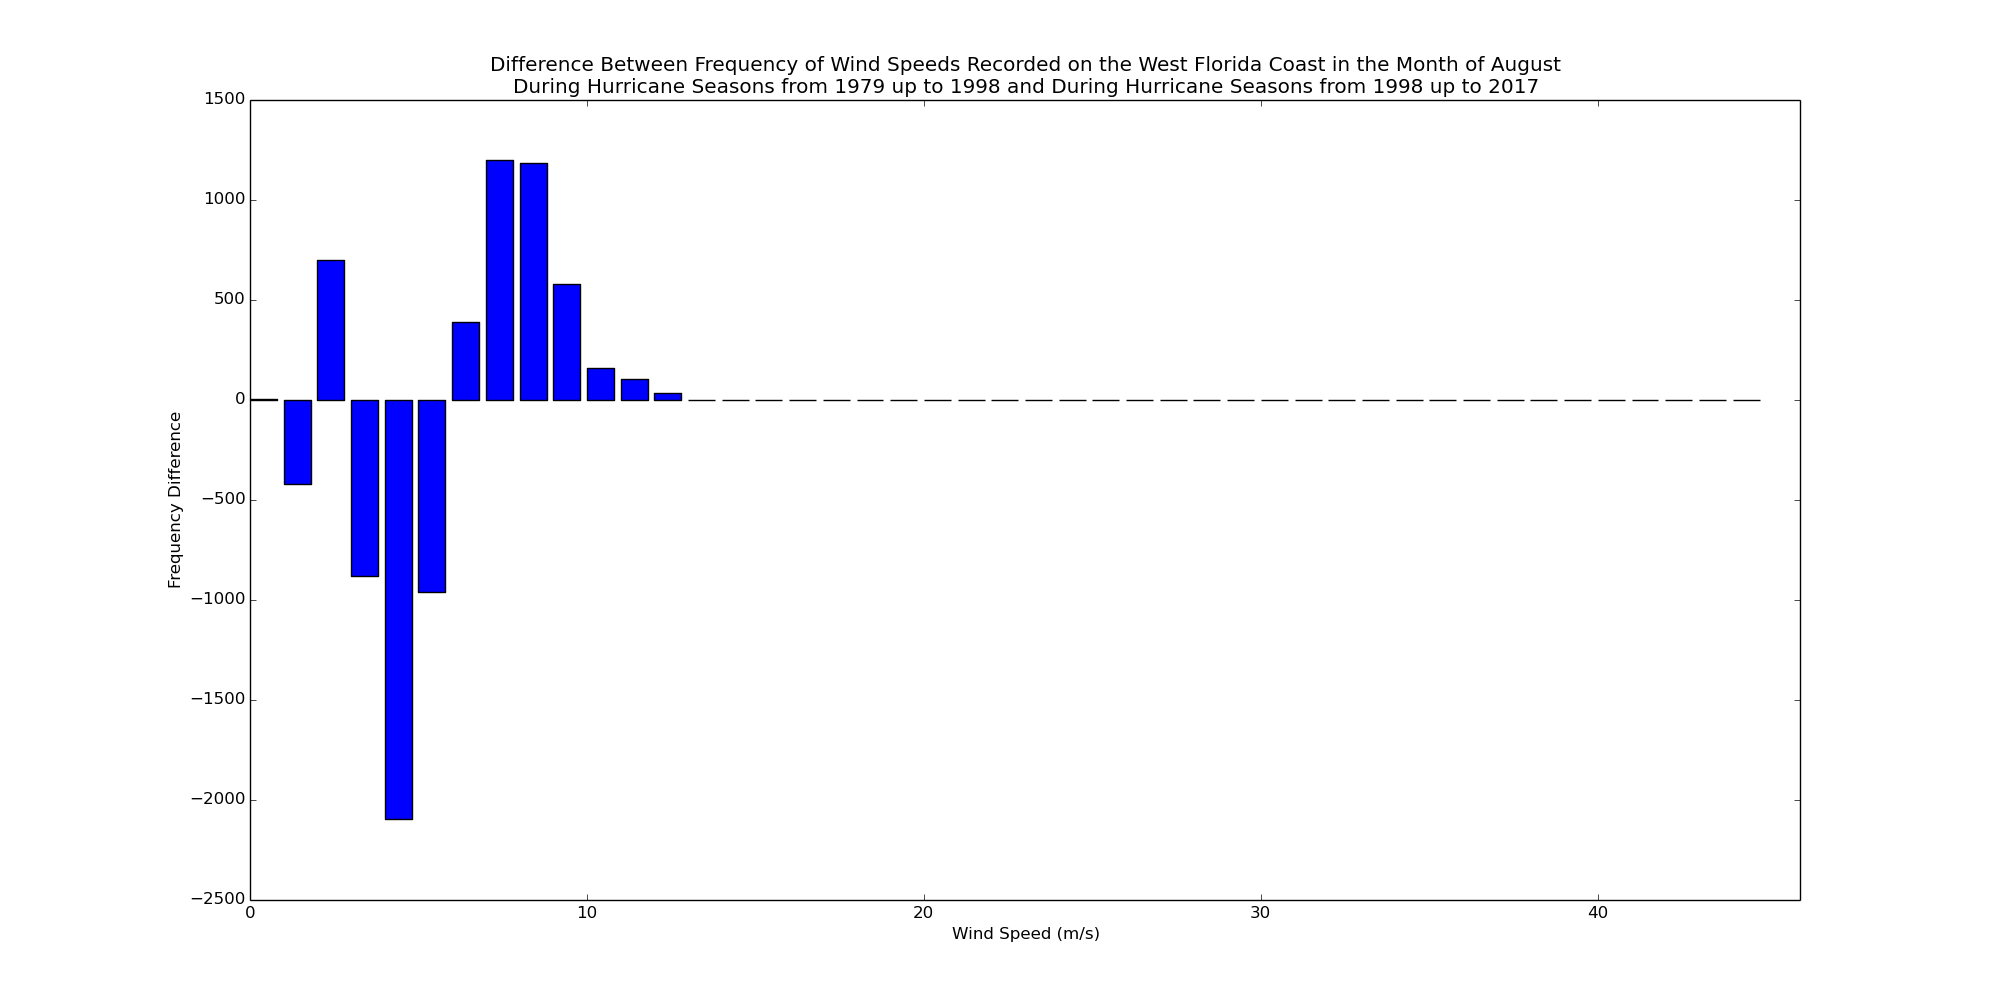 Difference Between Frequency of Wind Speeds Recorded on the West Florida Coast in the Month of August
During Hurricane Seasons from 1979 up to 1998 and During Hurricane Seasons from 1998 up to 2017
1500
1000
500
0
−500
−1000
−1500
−2000
−2500
Frequency Difference
0 10 20 30 40
Wind Speed (m/s)